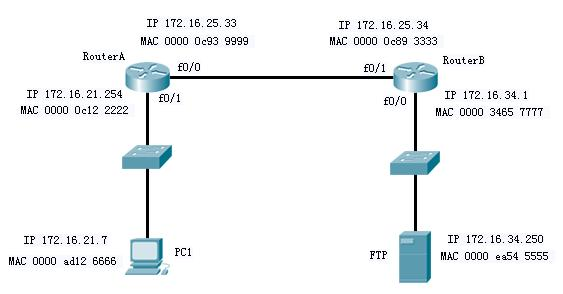 IP 172.16.25.33
MAC 0000 0c93 9999
IP 172.16.25.34
MAC 0000 0c89 3333
RouterA
f0/0
f0/1
RouterB
IP 172.16.21.254
MAC 0000 0c12 2222
f0/1
f0/0
IP 172.16.34.1
MAC 0000 3465 7777
IP 172.16.21.7
MAC 0000 ad12 6666
PC1
FTP
IP 172.16.34.250
MAC 0000 ea54 5555